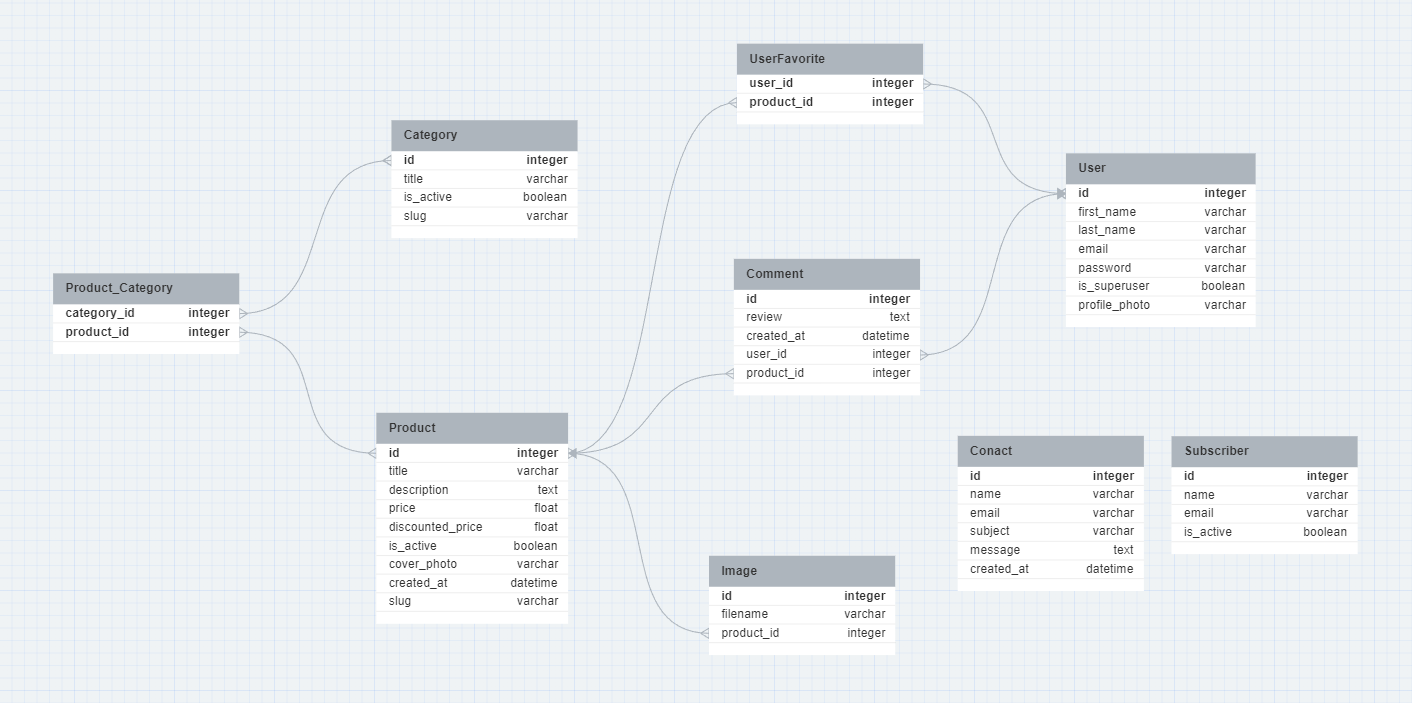 UserFavorite
user_id integer
product_id integer
Category
id integer
title varchar
is_active boolean
slug varchar
User
id integer
first_name varchar
last_name varchar
email varchar
password varchar
is_superuser boolean
profile_photo varchar
Product_Category
category_id integer
product_id integer
Comment
id integer
review text
created_at datetime
user_id integer
product_id integer
Product
id integer
title varchar
description text
price float
discounted_price float
is_active boolean
cover_photo varchar
created_at datetime
slug varchar
Conact
id integer
name varchar
email varchar
subject varchar
message text
created_at datetime
Subscriber
id integer
name varchar
email varchar
is_active boolean
Image
id integer
filename varchar
product_id integer